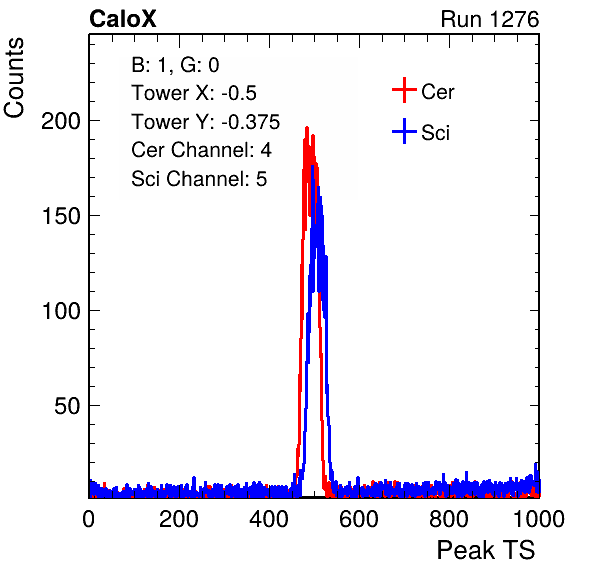 CaloX Run 1276
Counts
B: 1, G: 0
Tower X: -0.5
Tower Y: -0.375
Cer Channel: 4
Sci Channel: 5
Cer
Sci
200
150
100
50
0 200 400 600 800 1000
Peak TS